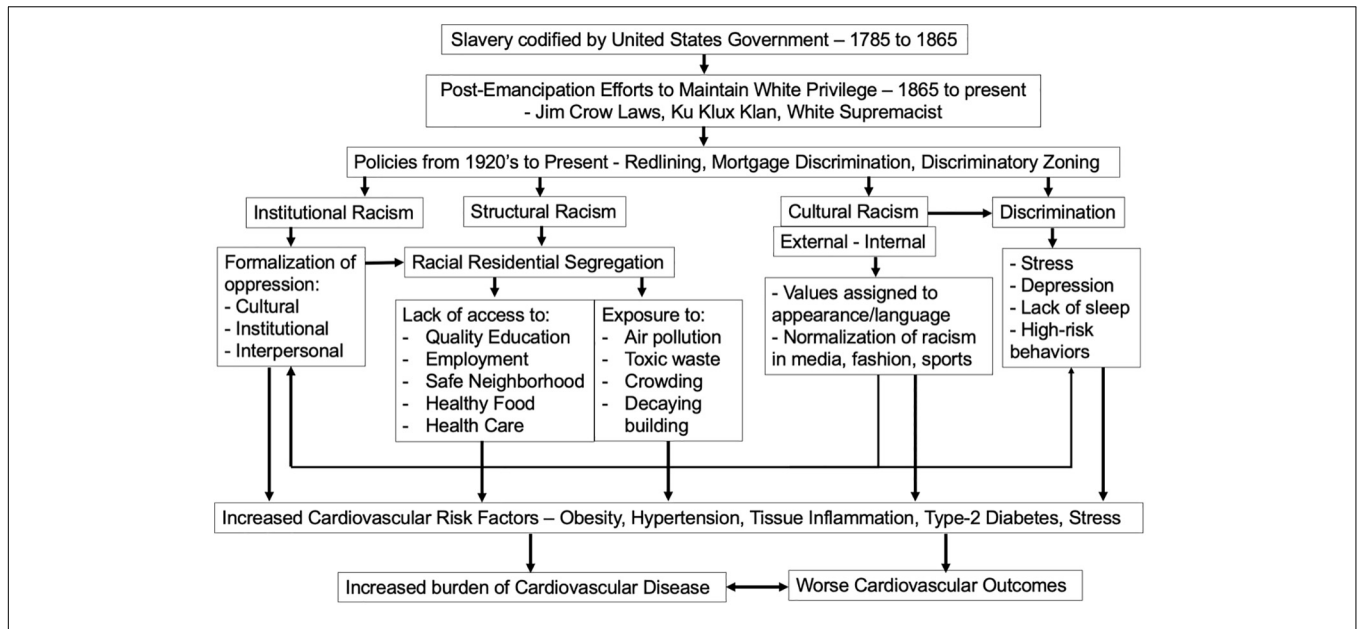 Slavery codified by United States Government – 1785 to 1865
Post-Emancipation Efforts to Maintain White Privilege – 1865 to present
- Jim Crow Laws, Ku Klux Klan, White Supremacist
Policies from 1920's to Present - Redlining, Mortgage Discrimination, Discriminatory Zoning
Institutional Racism
Structural Racism
Cultural Racism
Discrimination
External - Internal
Formalization of
oppression:
- Cultural
- Institutional
- Interpersonal
Racial Residential Segregation
Lack of access to:
- Quality Education
- Employment
- Safe Neighborhood
- Healthy Food
- Health Care
Exposure to:
- Air pollution
- Toxic waste
- Crowding
- Decaying
building
- Values assigned to
appearance/language
- Normalization of racism
in media, fashion, sports
- Stress
- Depression
- Lack of sleep
- High-risk
behaviors
Increased Cardiovascular Risk Factors – Obesity, Hypertension, Tissue Inflammation, Type-2 Diabetes, Stress
Increased burden of Cardiovascular Disease
Worse Cardiovascular Outcomes